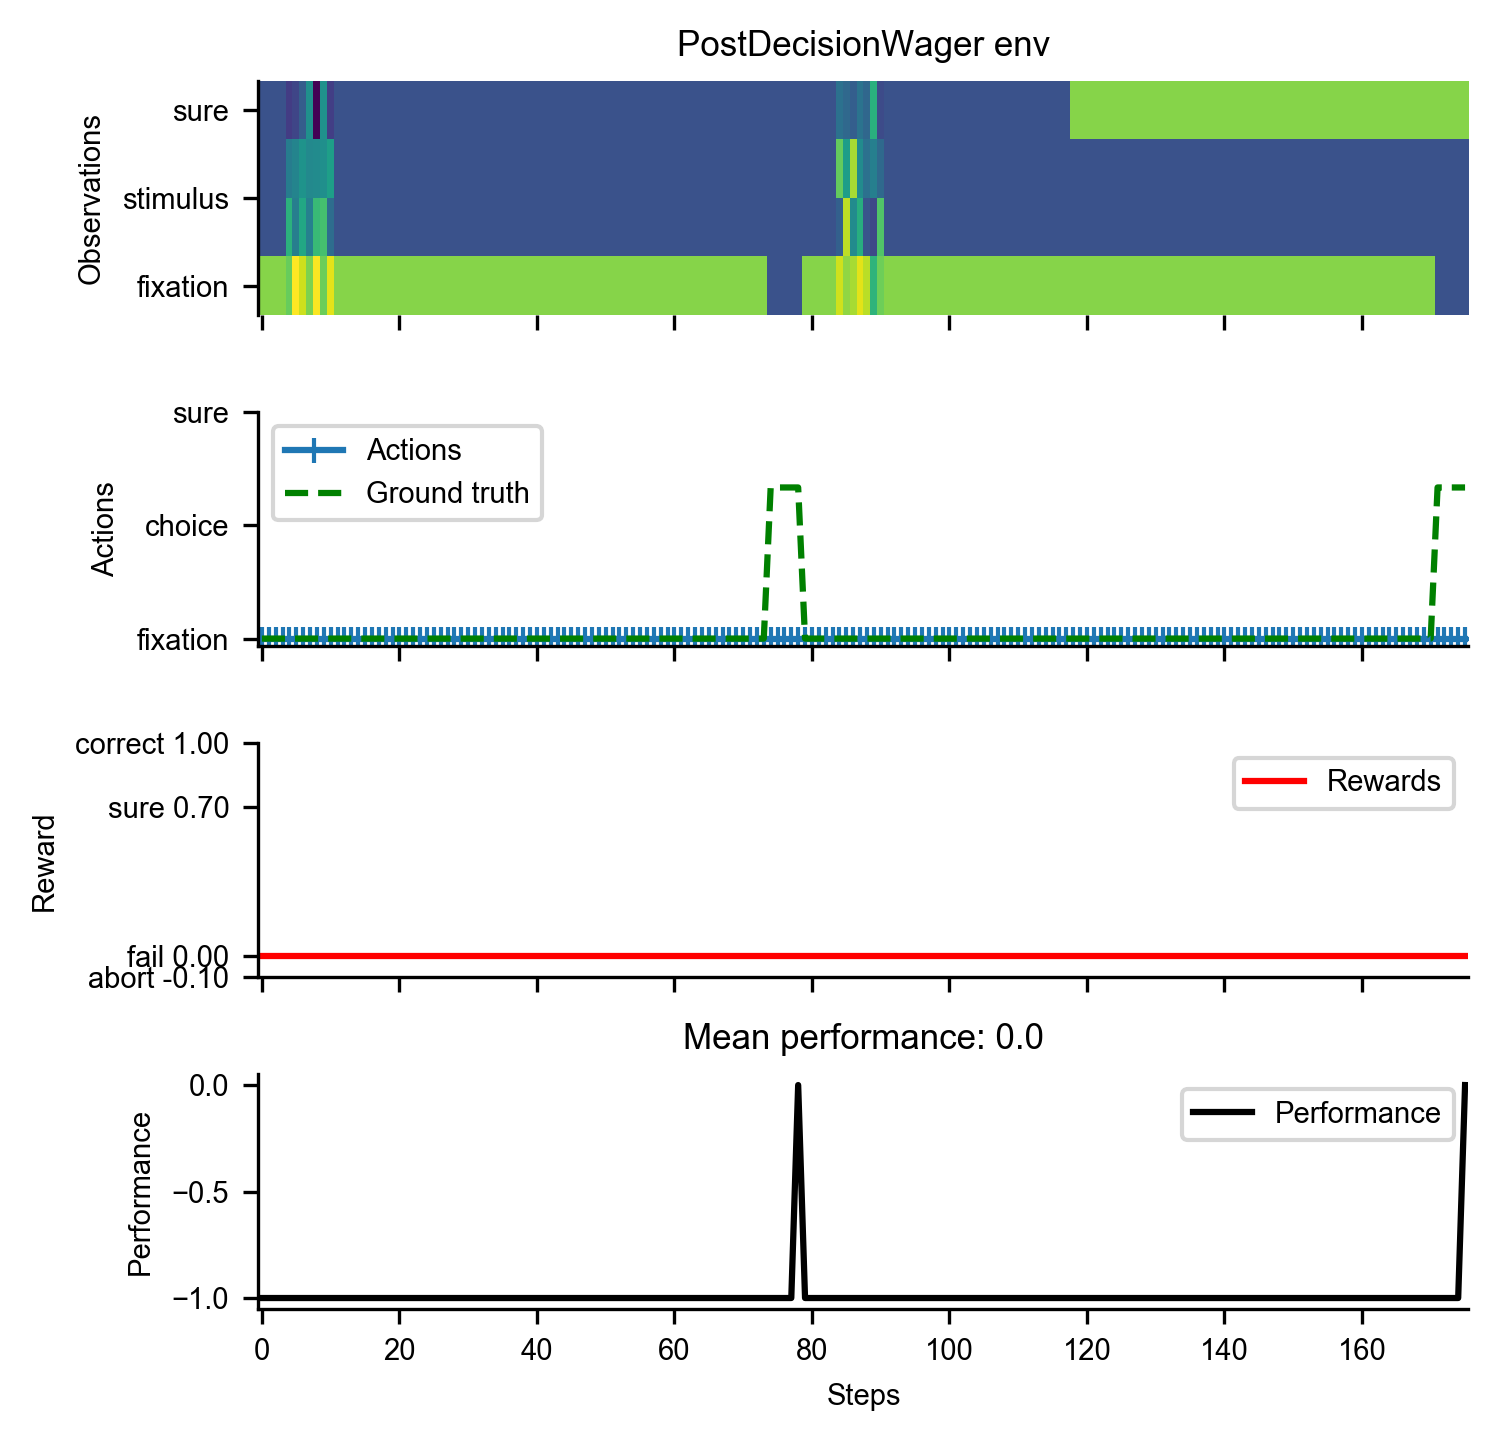 PostDecisionWager env
Observations
sure
stimulus
fixation
Actions
sure
choice
fixation
Actions
Ground truth
Reward
correct 1.00
sure 0.70
fail 0.00
abort -0.10
Rewards
Mean performance: 0.0
Performance
0.0
−0.5
−1.0
Performance
0 20 40 60 80 100 120 140 160
Steps